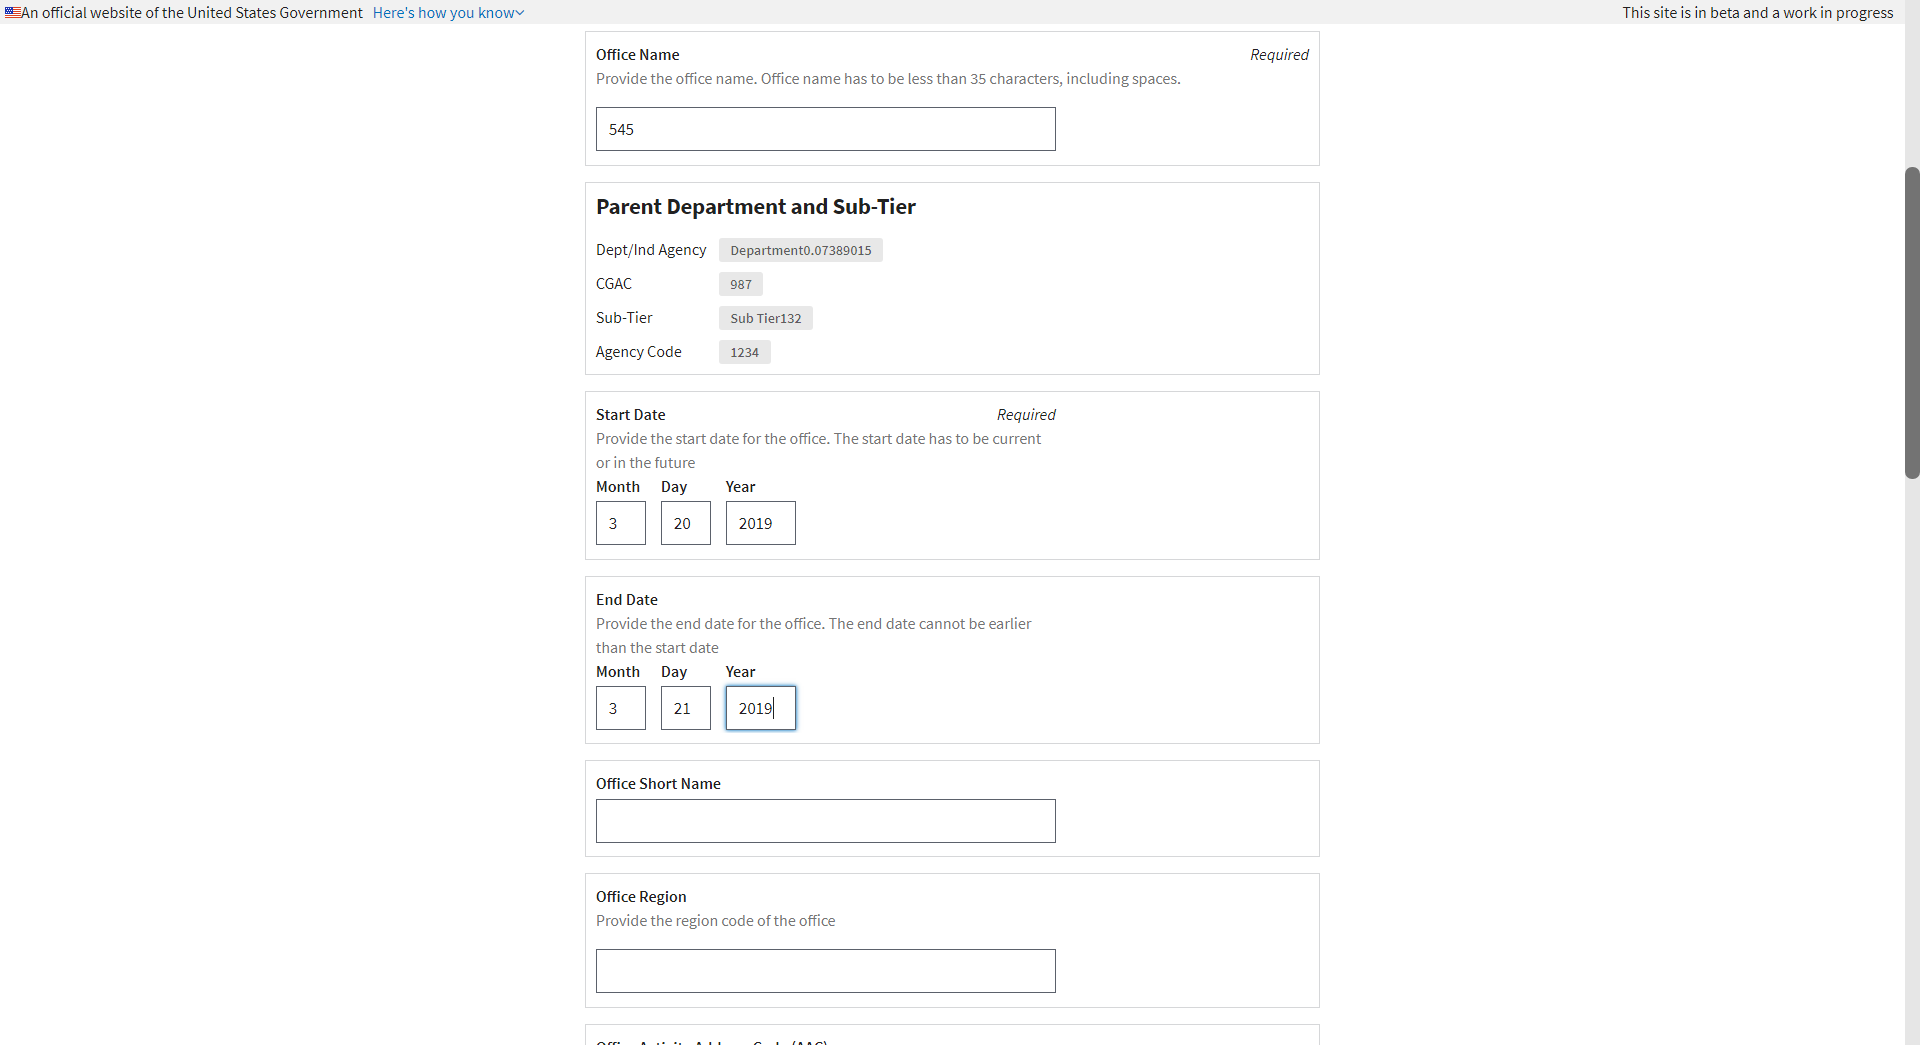 An official website of the United States Government Here's how you know
This site is in beta and a work in progress
Office Name Required
Provide the office name. Office name has to be less than 35 characters, including spaces.
545
Parent Department and Sub-Tier
Dept/Ind Agency Department0.07389015
CGAC 987
Sub-Tier Sub Tier132
Agency Code 1234
Start Date Required
Provide the start date for the office. The start date has to be current
or in the future
Month Day Year
3 20 2019
End Date
Provide the end date for the office. The end date cannot be earlier
than the start date
Month Day Year
3 21 2019
Office Short Name
Office Region
Provide the region code of the office
Office Activity Address Code (AAC)